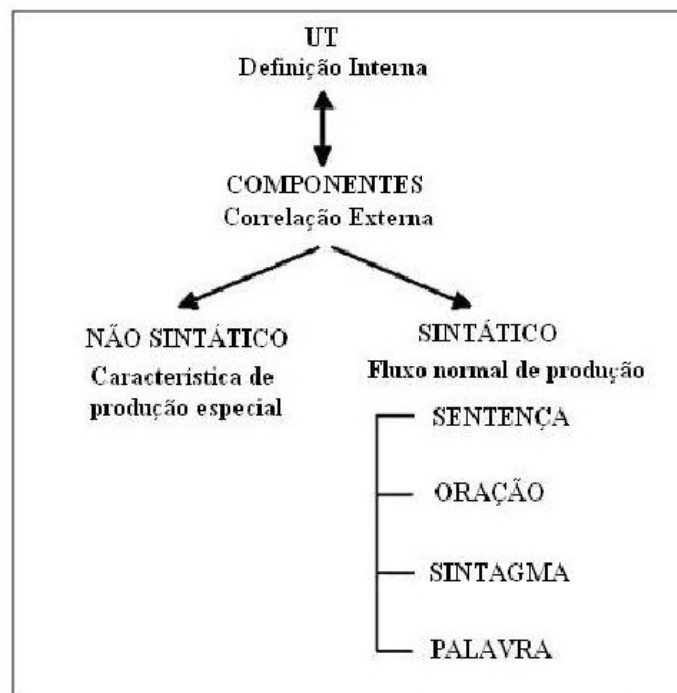 UT
Definição Interna
COMPONENTES
Correlação Externa
NÃO SINTÁTICO
Característica de
produção especial
SINTÁTICO
Fluxo normal de produção
SENTENÇA
ORAÇÃO
SINTAGMA
PALAVRA